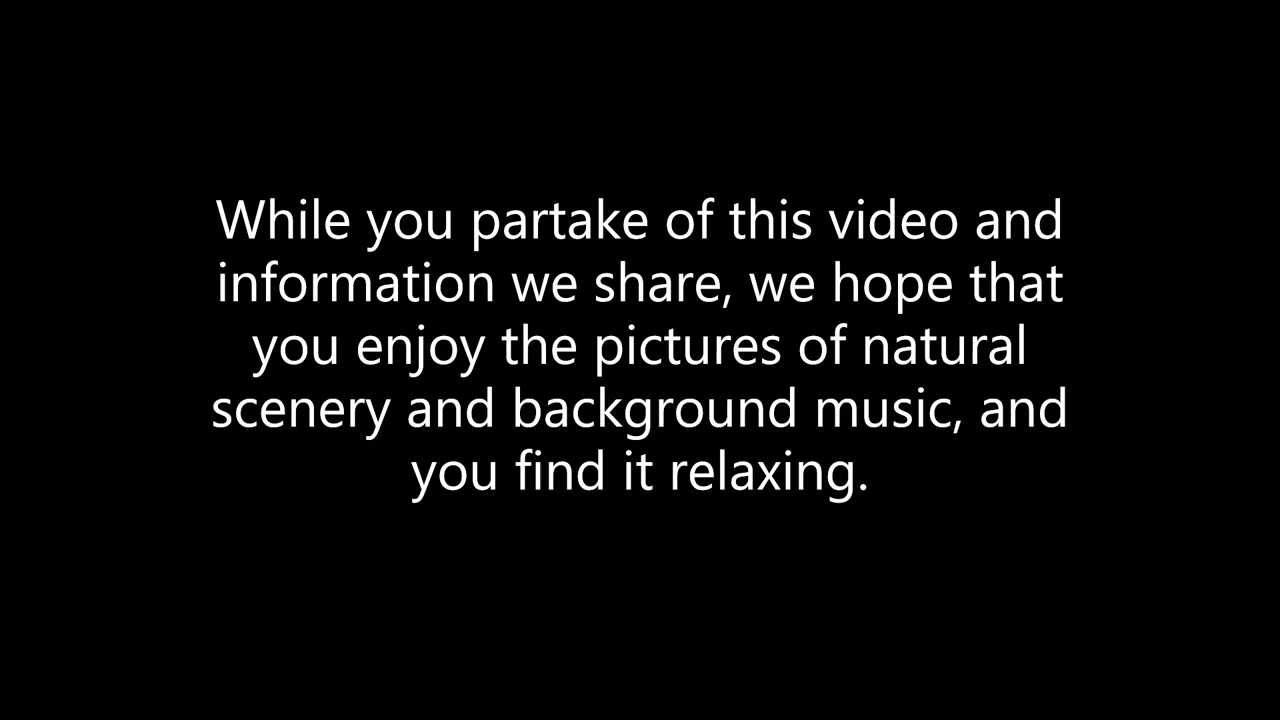 While you partake of this video and
information we share, we hope that
you enjoy the pictures of natural
scenery and background music, and
you find it relaxing.